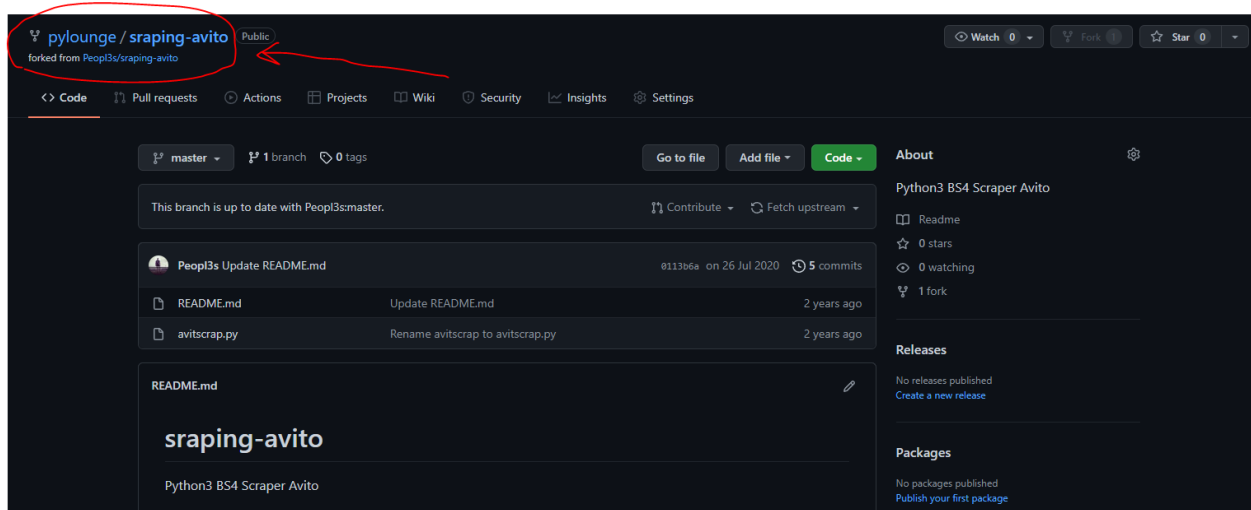 pylounge / sraping-avito Public
Watch 0 Fork 1 Star 0
forked from Peopl3s/sraping-avito
<> Code Pull requests Actions Projects Wiki Security Insights Settings
master 1 branch 0 tags Go to file Add file Code
About
Python3 BS4 Scraper Avito
This branch is up to date with Peopl3s:master. Contribute Fetch upstream
Readme
0 stars
0 watching
1 fork
Peopl3s Update README.md 0113b6a on 26 Jul 2020 5 commits
README.md Update README.md 2 years ago
avitscrap.py Rename avitscrap to avitscrap.py 2 years ago
Releases
No releases published
Create a new release
README.md
sraping-avito
Python3 BS4 Scraper Avito
Packages
No packages published
Publish your first package